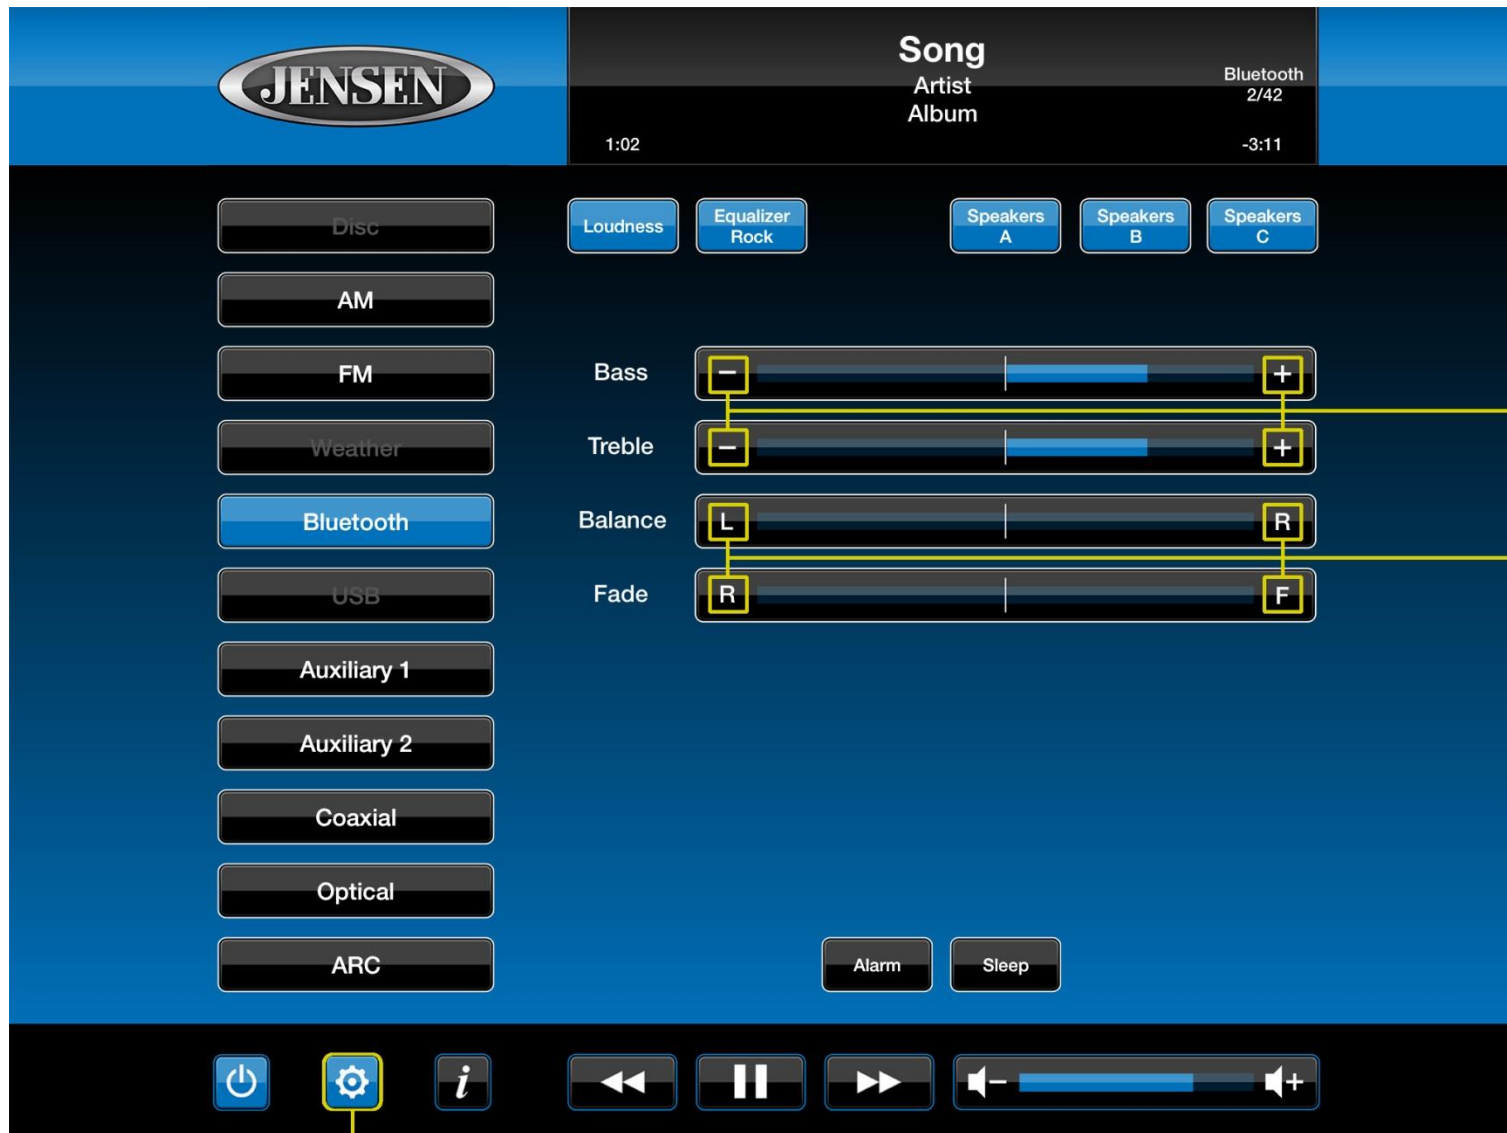 JENSEN
Song
Artist
Album
Bluetooth
2/42
1:02
-3:11
Disc
AM
FM
Weather
Bluetooth
USB
Auxiliary 1
Auxiliary 2
Coaxial
Optical
ARC
Loudness
Equalizer
Rock
Speakers
A
Speakers
B
Speakers
C
Bass - +
Treble - +
Balance L R
Fade R F
Alarm
Sleep
i
- +